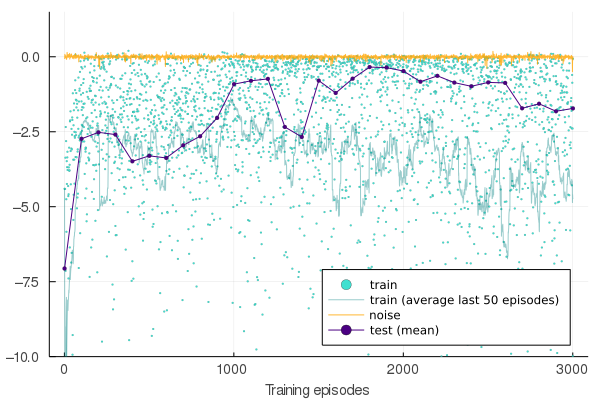 0.0
−2.5
−5.0
−7.5
−10.0
0
1000
2000
3000
Training episodes
train
train (average last 50 episodes)
noise
test (mean)